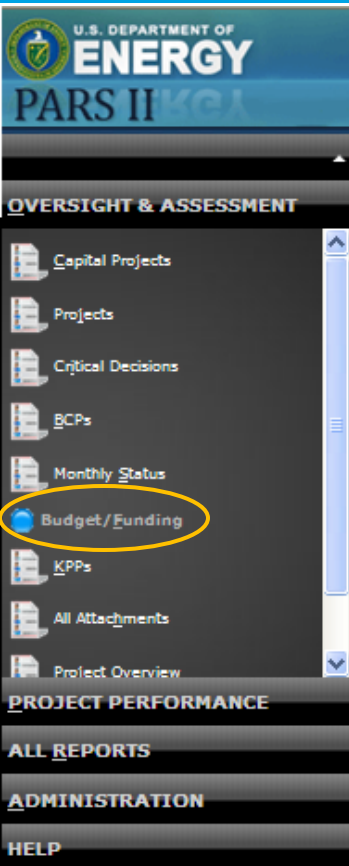 U.S. DEPARTMENT OF
ENERGY
PARS II
OVERSIGHT & ASSESSMENT
Capital Projects
Projects
Critical Decisions
BCPs
Monthly Status
Budget/Funding
KPPs
All Attachments
Project Overview
PROJECT PERFORMANCE
ALL REPORTS
ADMINISTRATION
HELP